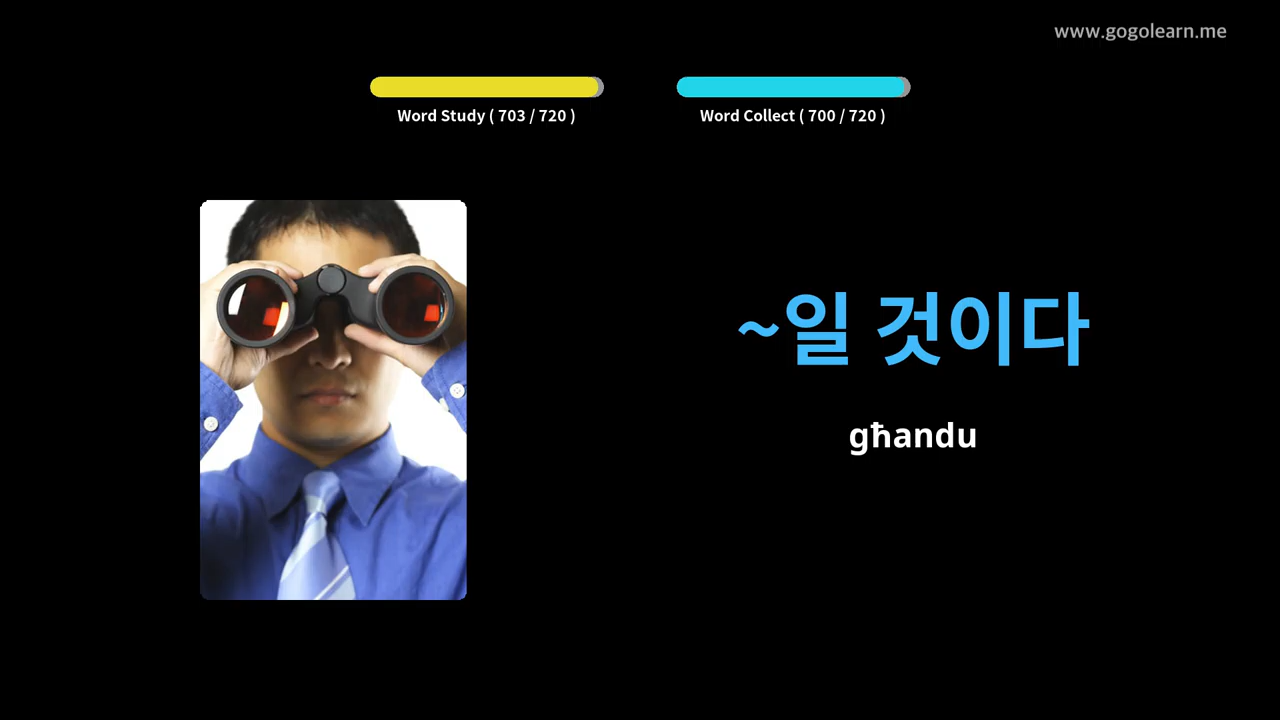 www.gogolearn.me
Word Study ( 703 / 720 )
Word Collect ( 700 / 720 )
~일 것이다
għandu